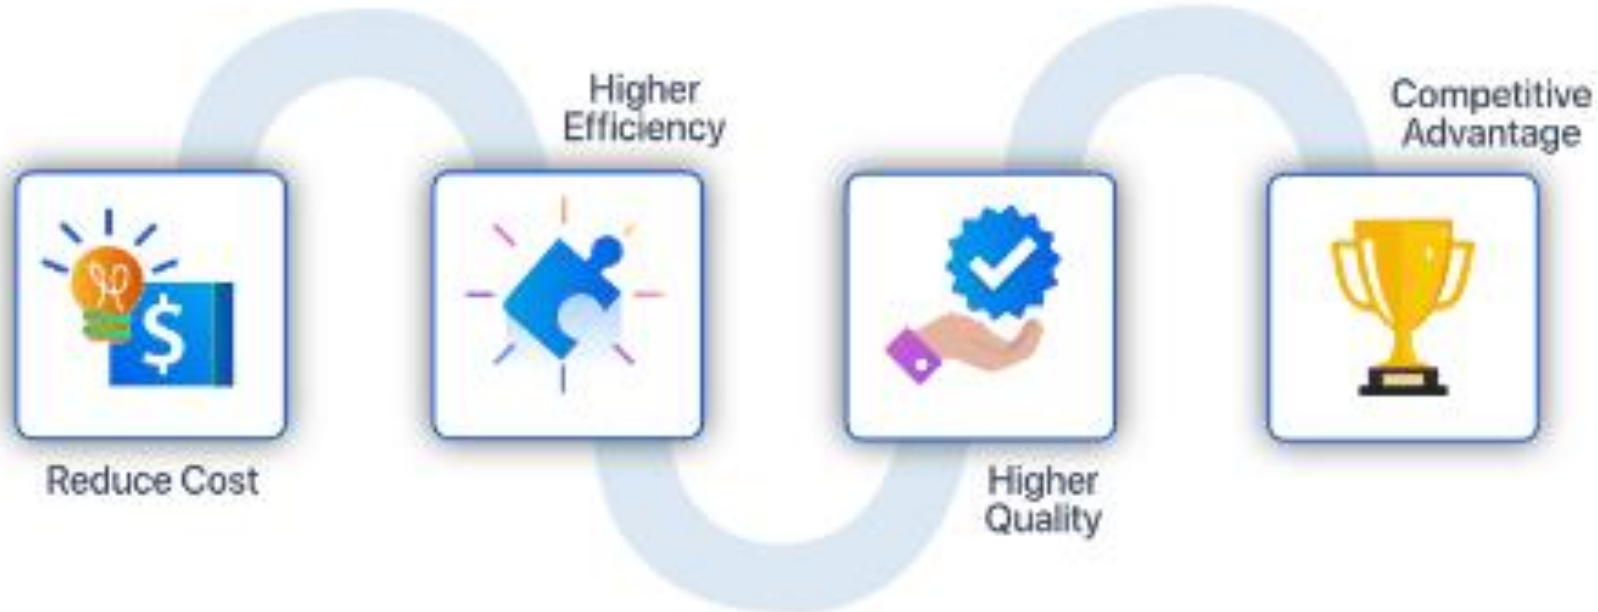 Reduce Cost
Higher
Efficiency
Higher
Quality
Competitive
Advantage
$